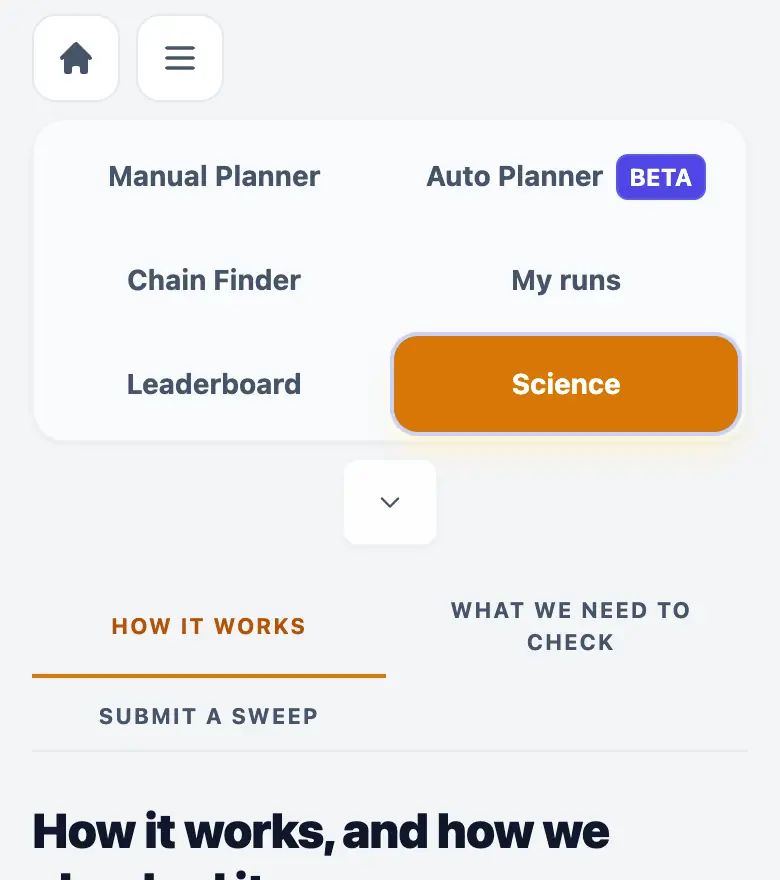 Manual Planner
Auto Planner BETA
Chain Finder
My runs
Leaderboard
Science
HOW IT WORKS
WHAT WE NEED TO
CHECK
SUBMIT A SWEEP
How it works, and how we